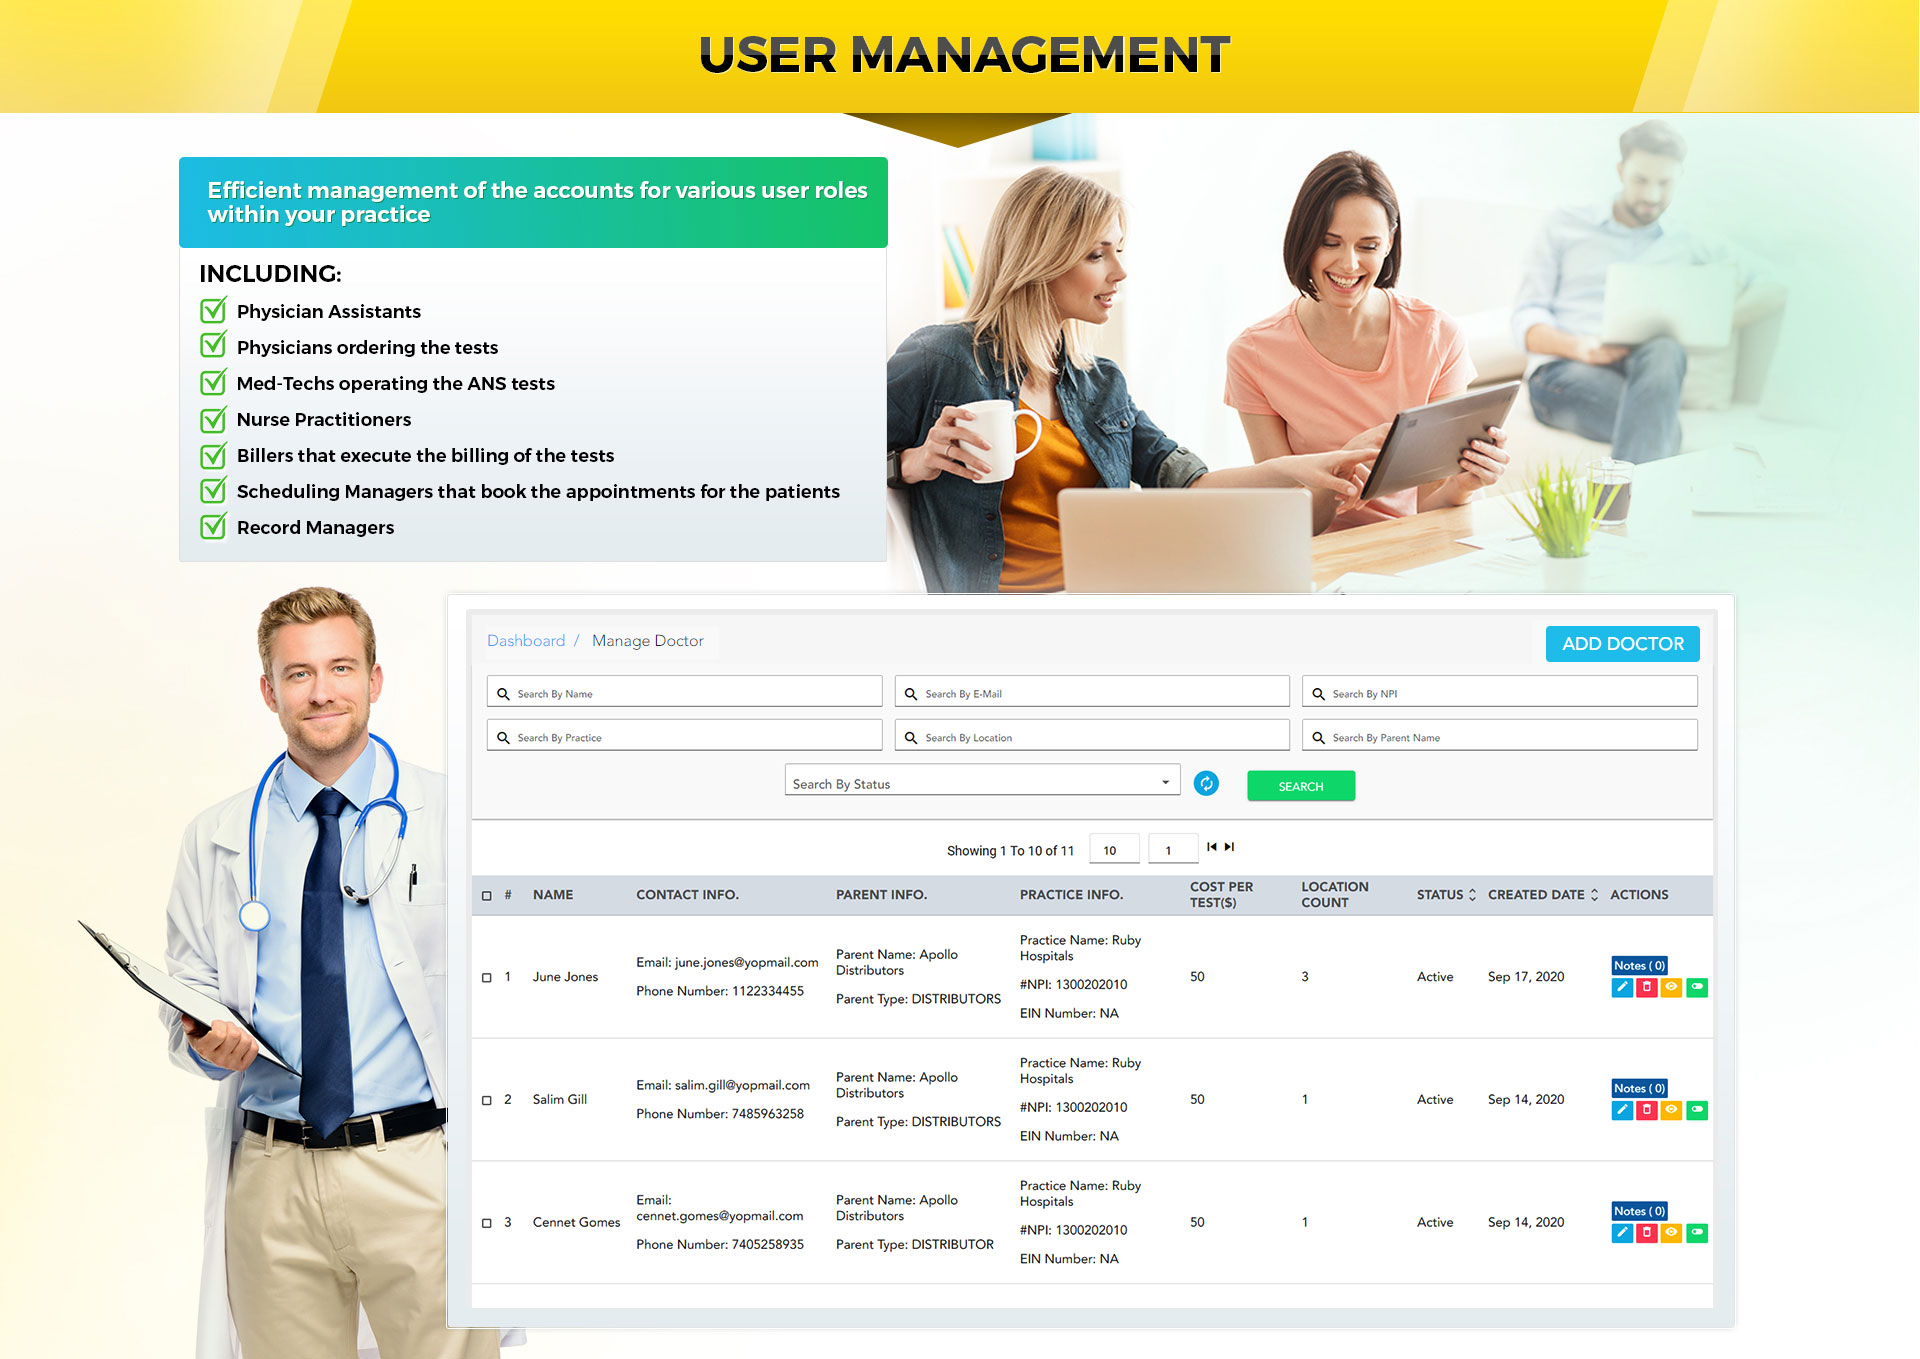 USER MANAGEMENT
Efficient management of the accounts for various user roles
within your practice
INCLUDING:
Physician Assistants
Physicians ordering the tests
Med-Techs operating the ANS tests
Nurse Practitioners
Billers that execute the billing of the tests
Scheduling Managers that book the appointments for the patients
Record Managers
Dashboard / Manage Doctor
ADD DOCTOR
Search By Name
Search By E-Mail
Search By NPI
Search By Practice
Search By Location
Search By Parent Name
Search By Status
SEARCH
Showing 1 To 10 of 11
10
1
# NAME CONTACT INFO. PARENT INFO. PRACTICE INFO. COST PER TEST($) LOCATION COUNT STATUS CREATED DATE ACTIONS
1
June Jones
Email: june.jones@yopmail.com
Phone Number: 1122334455
Parent Name: Apollo
Distributors
Parent Type: DISTRIBUTORS
Practice Name: Ruby
Hospitals
#NPI: 1300202010
EIN Number: NA
50
3
Active
Sep 17, 2020
Notes ( 0)
2
Salim Gill
Email: salim.gill@yopmail.com
Phone Number: 7485963258
Parent Name: Apollo
Distributors
Parent Type: DISTRIBUTORS
Practice Name: Ruby
Hospitals
#NPI: 1300202010
EIN Number: NA
50
1
Active
Sep 14, 2020
Notes ( 0)
3
Cennet Gomes
Email:
cennet.gomes@yopmail.com
Phone Number: 7405258935
Parent Name: Apollo
Distributors
Parent Type: DISTRIBUTOR
Practice Name: Ruby
Hospitals
#NPI: 1300202010
EIN Number: NA
50
1
Active
Sep 14, 2020
Notes ( 0)